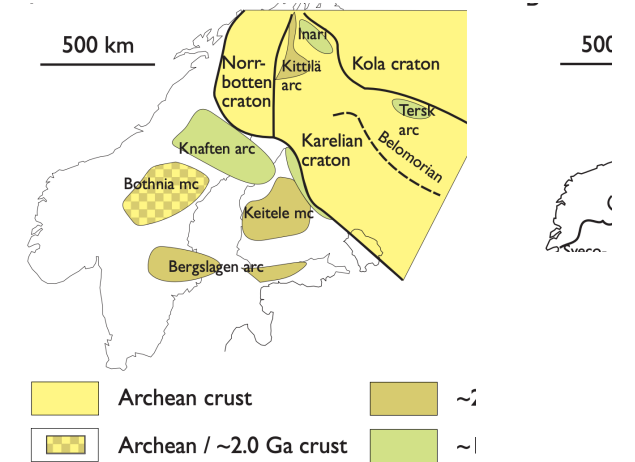 500 km
500
Inari
Norr-
botten
craton
Kittilä
arc
Kola craton
Tersk
arc
Knaften arc
Karelian
craton
Belomorian
Bothnia mc
Keitele mc
Bergslagen arc
Archean crust
Archean / ~2.0 Ga crust